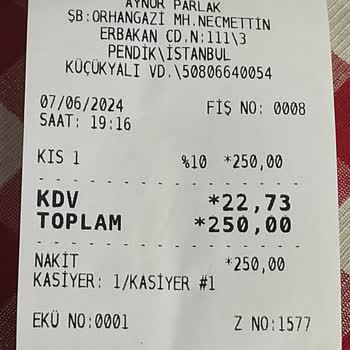 AYNUR PARLAK
ŞB:ORHANGAZİ MH.NECMETTİN
ERBAKAN CD.N:111\3
PENDİK\İSTANBUL
KÜÇÜKYALI VD.\50806640054
07/06/2024 FİŞ NO: 0008
SAAT: 19:16
KIS 1 %10 *250,00
KDV *22,73
TOPLAM *250,00
NAKİT *250,00
KASİYER: 1/KASİYER #1
EKÜ NO:0001 Z NO:1577